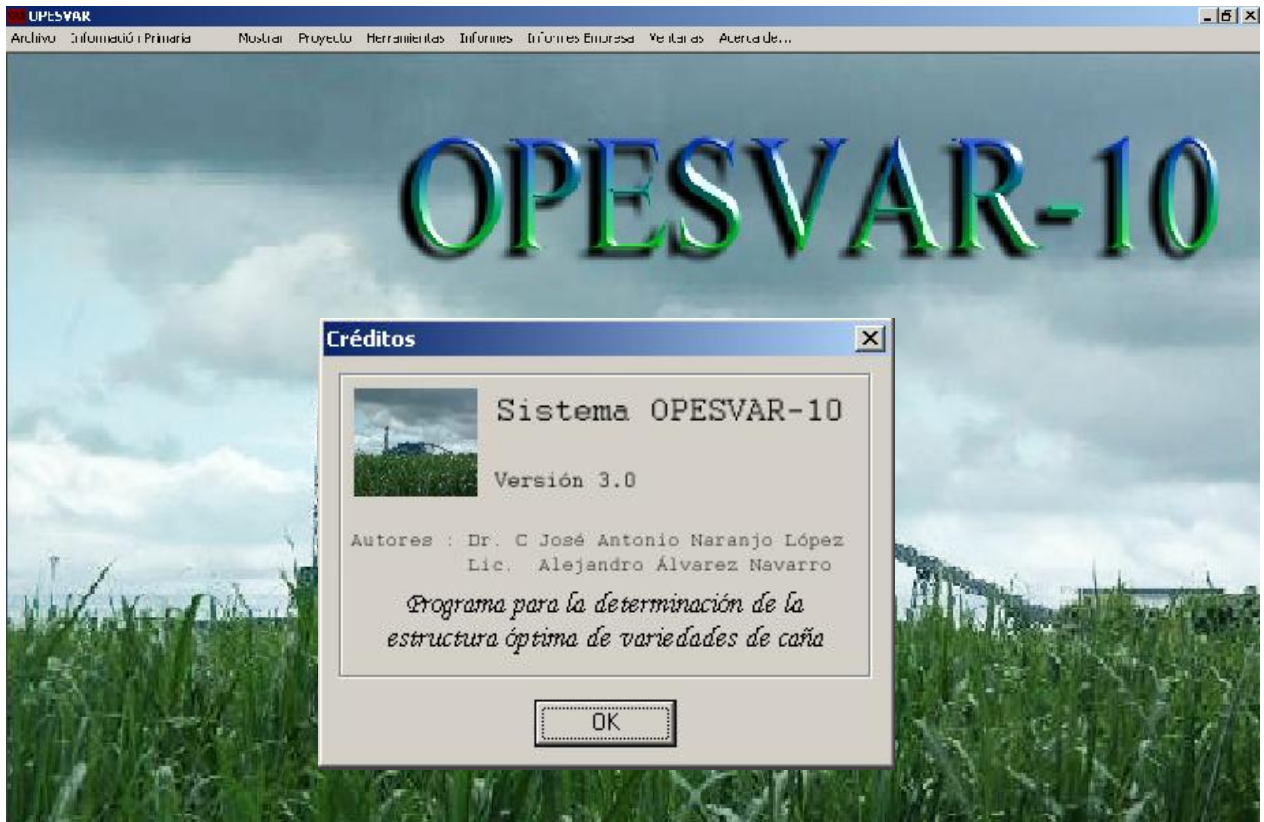 OPESVAR
Archivo Información Primaria Mostrar Proyecto Herramientas Informes Informes Empresa Ventanas Acerca de...
OPESVAR-10
Créditos
Sistema OPESVAR-10
Versión 3.0
Autores : Dr. C José Antonio Naranjo López
Lic. Alejandro Álvarez Navarro
Programa para la determinación de la
estructura óptima de variedades de caña
OK